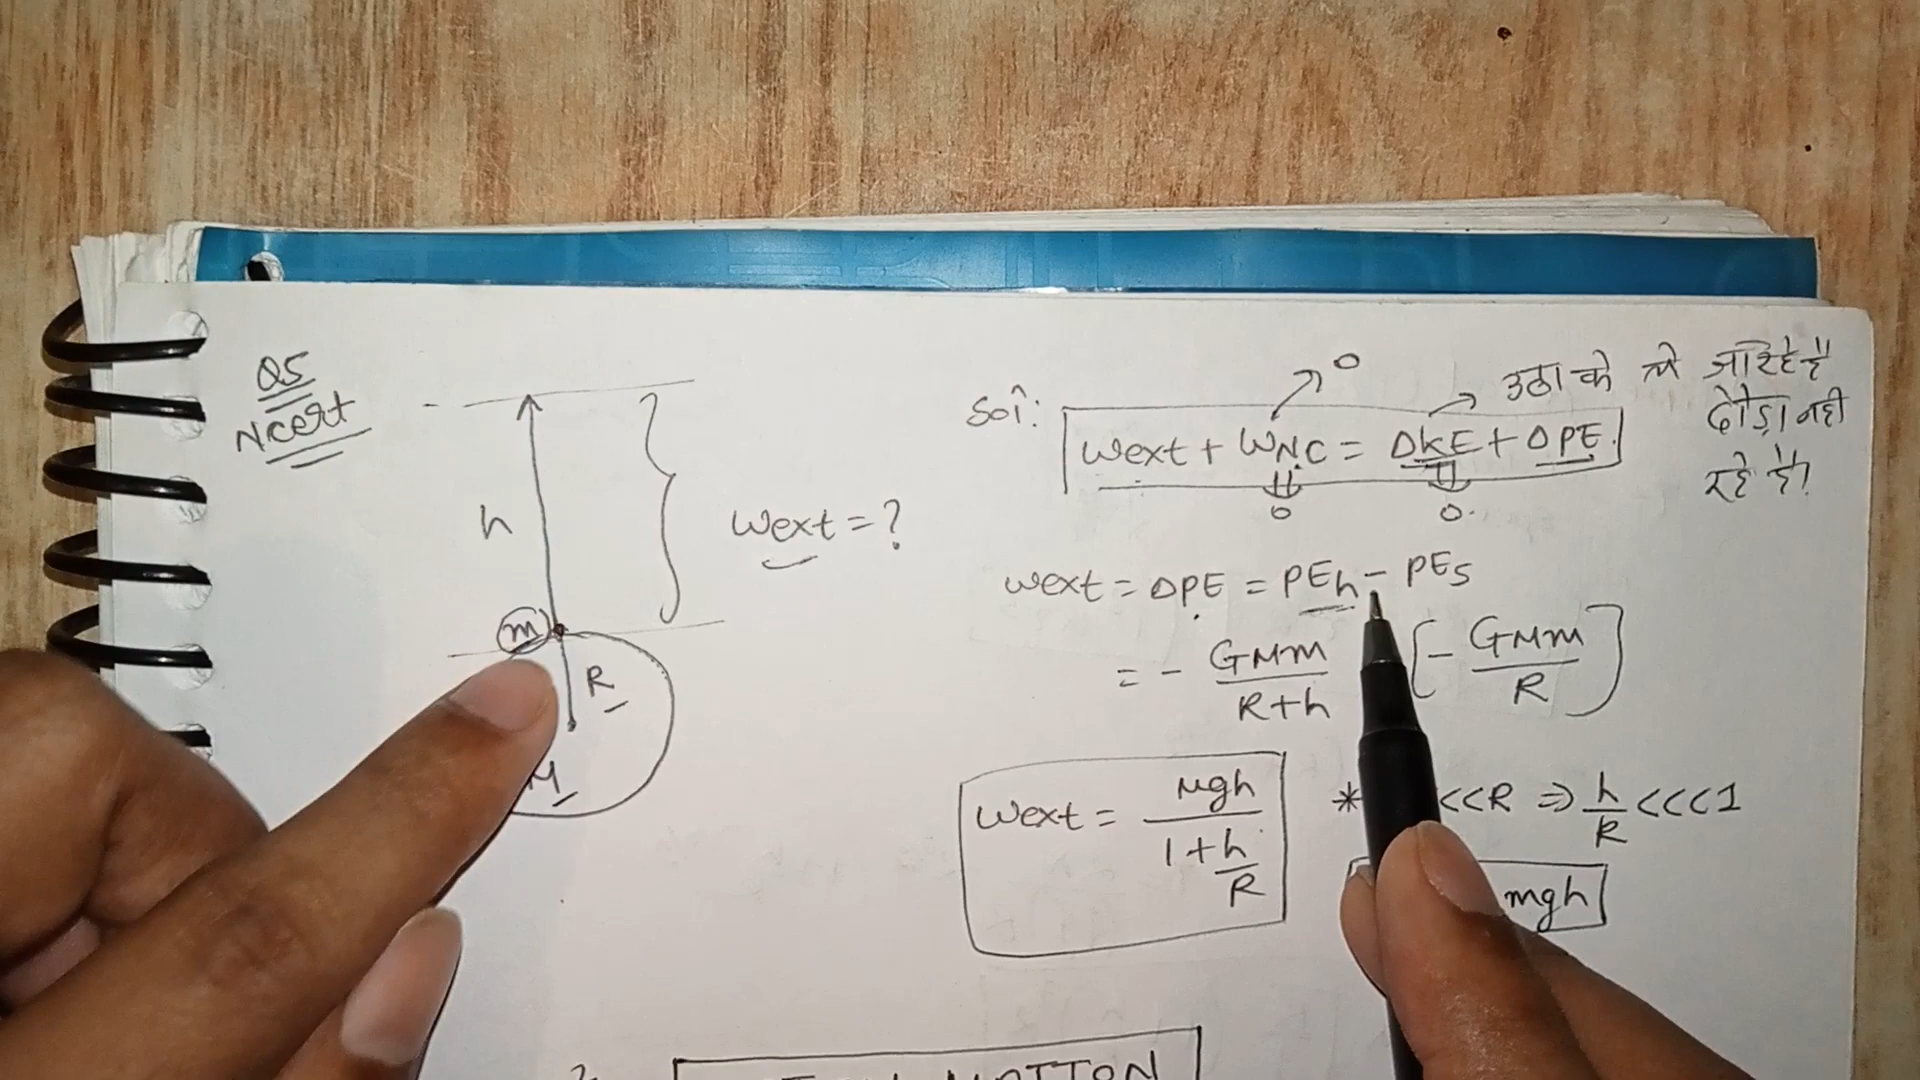 Q5
Ncert
h
Wext = ?
m
R
M
Sol:
0
Wext + WNC = ΔKE + ΔPE.
0 0.
उठा के ले जा रहे है
दौड़ा नही
रहे है।
Wext = ΔPE = PEh - PEs
= - GMm/R+h [- GMm/R]
Wext = Mgh/1+h/R
* <<R ⇒ h/R <<<1
mgh